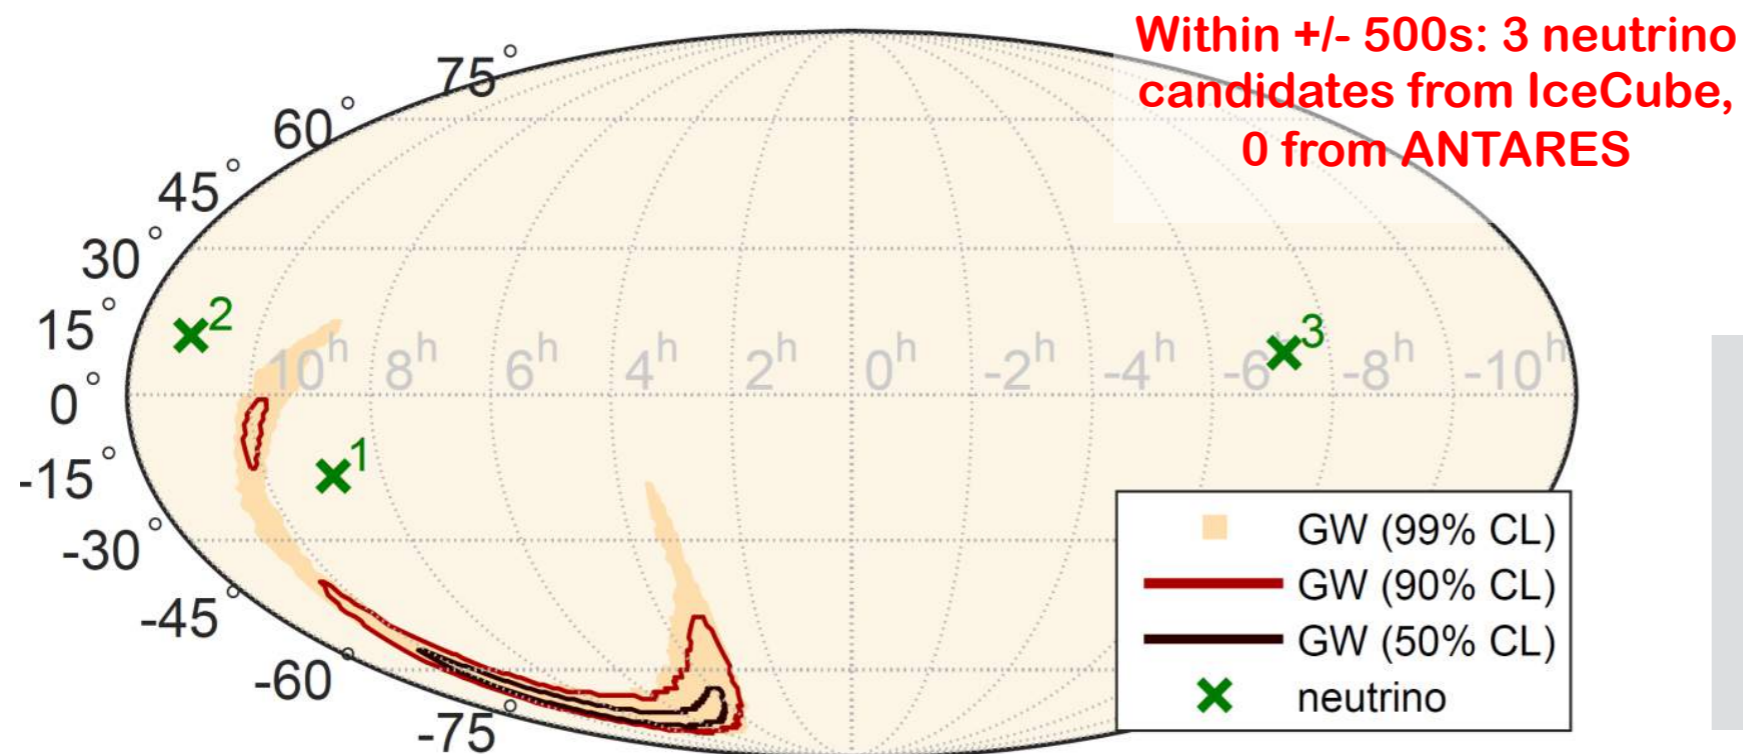 Within +/- 500s: 3 neutrino
candidates from IceCube,
0 from ANTARES
75°
60°
45°
30°
15°
0°
-15°
-30°
-45°
-60°
-75°
2
1
3
10h 8h 6h 4h 2h 0h -2h -4h -6h -8h -10h
GW (99% CL)
GW (90% CL)
GW (50% CL)
neutrino